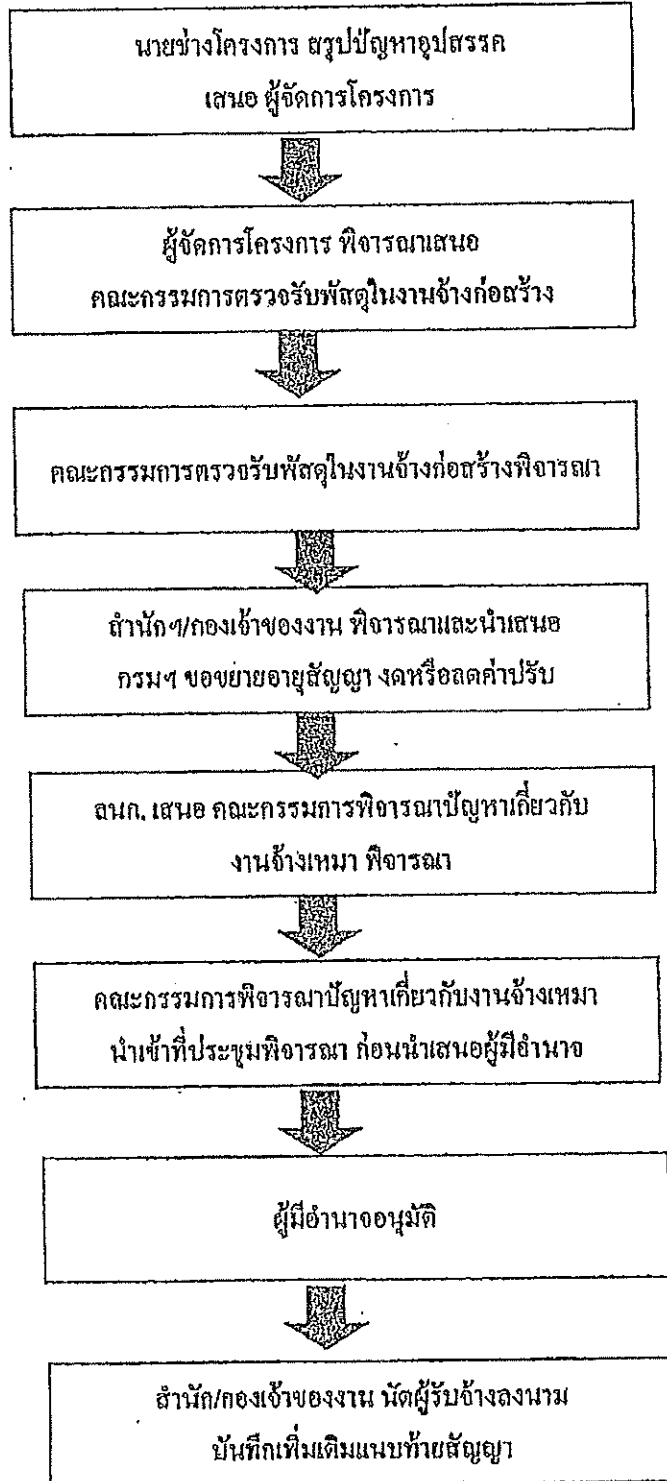 นายช่างโครงการ สรุปปัญหาอุปสรรค
เสนอ ผู้จัดการโครงการ
ผู้จัดการโครงการ พิจารณาเสนอ
คณะกรรมการตรวจรับพัสดุในงานจ้างก่อสร้าง
คณะกรรมการตรวจรับพัสดุในงานจ้างก่อสร้างพิจารณา
สำนักฯ/กองเจ้าของงาน พิจารณาและนำเสนอ
กรมฯ ขอขยายอายุสัญญา งดหรือลดค่าปรับ
สนก. เสนอ คณะกรรมการพิจารณาปัญหาเกี่ยวกับ
งานจ้างเหมา พิจารณา
คณะกรรมการพิจารณาปัญหาเกี่ยวกับงานจ้างเหมา
นำเข้าที่ประชุมพิจารณา ก่อนนำเสนอผู้มีอำนาจ
ผู้มีอำนาจอนุมัติ
สำนัก/กองเจ้าของงาน นัดผู้รับจ้างลงนาม
บันทึกเพิ่มเติมแนบท้ายสัญญา